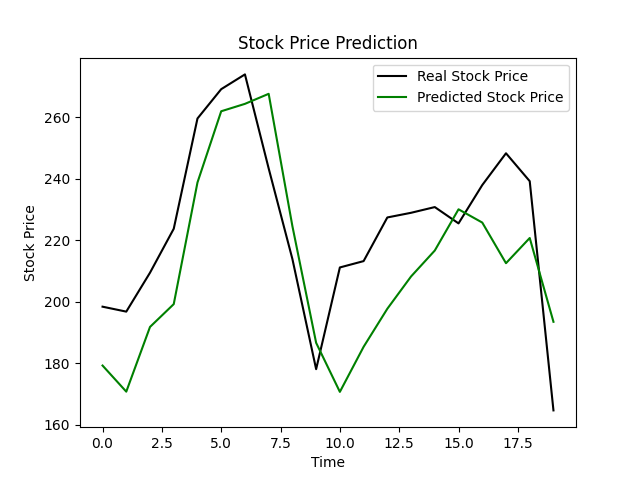 Stock Price Prediction
Real Stock Price
Predicted Stock Price
Stock Price
260
240
220
200
180
160
0.0 2.5 5.0 7.5 10.0 12.5 15.0 17.5
Time